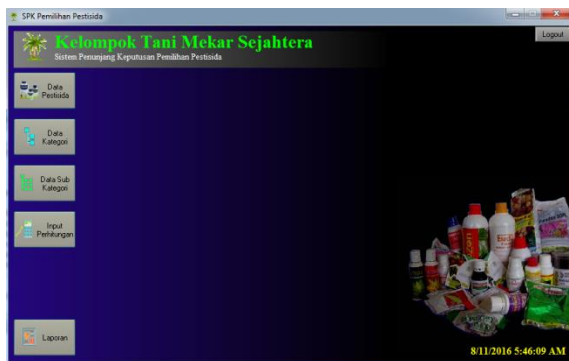 SPK Pemilihan Pestisida
Kelompok Tani Mekar Sejahtera
Sistem Penunjang Keputusan Pemilihan Pestisida
Logout
Data
Pestisida
Data
Kategori
Data Sub
Kategori
Input
Perhitungan
Laporan
8/11/2016 5:46:09 AM